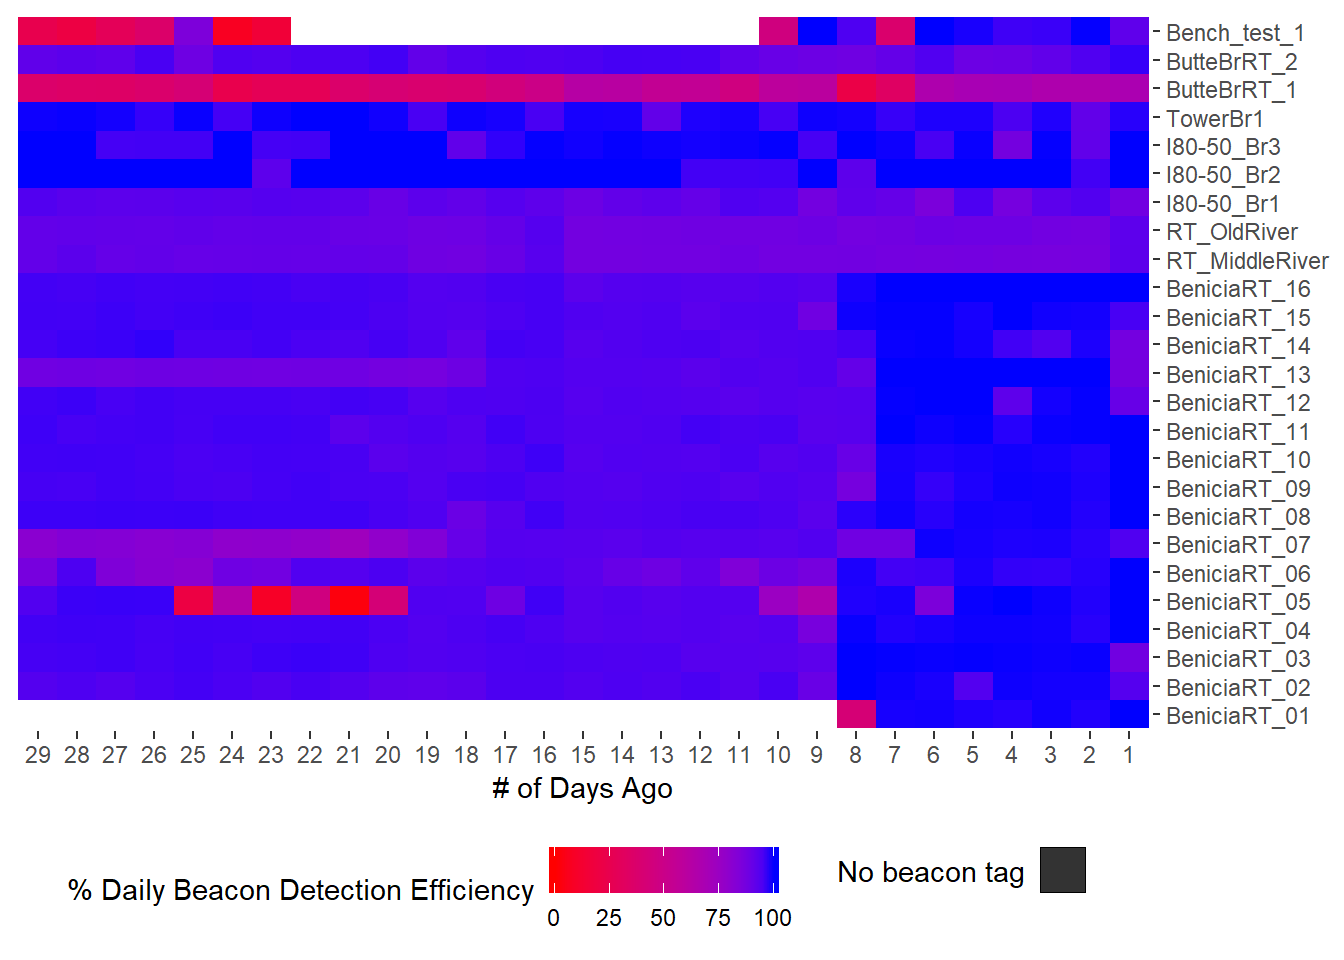 Bench_test_1
ButteBrRT_2
ButteBrRT_1
TowerBr1
I80-50_Br3
I80-50_Br2
I80-50_Br1
RT_OldRiver
RT_MiddleRiver
BeniciaRT_16
BeniciaRT_15
BeniciaRT_14
BeniciaRT_13
BeniciaRT_12
BeniciaRT_11
BeniciaRT_10
BeniciaRT_09
BeniciaRT_08
BeniciaRT_07
BeniciaRT_06
BeniciaRT_05
BeniciaRT_04
BeniciaRT_03
BeniciaRT_02
BeniciaRT_01
29 28 27 26 25 24 23 22 21 20 19 18 17 16 15 14 13 12 11 10 9 8 7 6 5 4 3 2 1
# of Days Ago
% Daily Beacon Detection Efficiency
0 25 50 75 100
No beacon tag